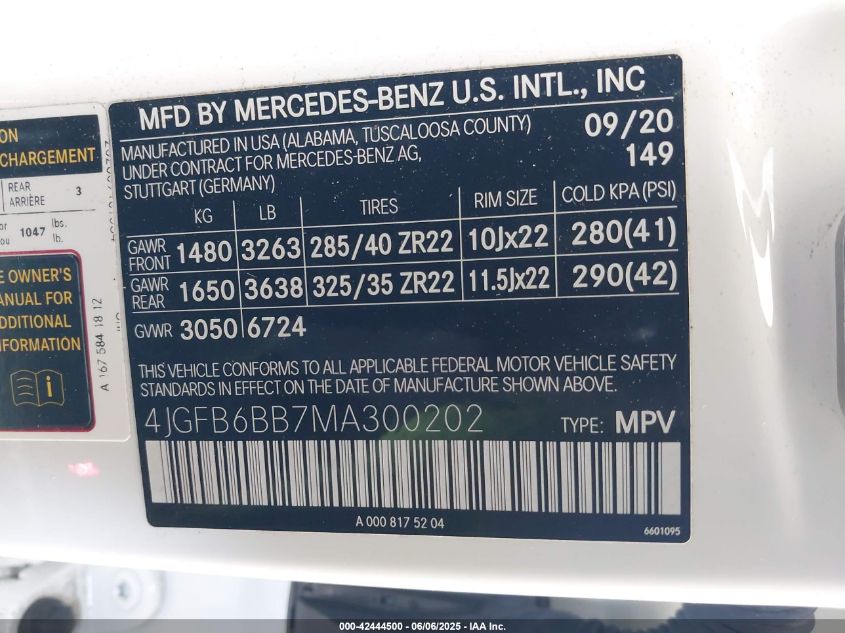 MFD BY MERCEDES-BENZ U.S. INTL., INC
MANUFACTURED IN USA (ALABAMA, TUSCALOOSA COUNTY)
UNDER CONTRACT FOR MERCEDES-BENZ AG,
STUTTGART (GERMANY)
09/20
149
KG LB TIRES RIM SIZE COLD KPA (PSI)
GAWR FRONT 1480 3263 285/40 ZR22 10Jx22 280(41)
GAWR REAR 1650 3638 325/35 ZR22 11.5Jx22 290(42)
GVWR 3050 6724
THIS VEHICLE CONFORMS TO ALL APPLICABLE FEDERAL MOTOR VEHICLE SAFETY
STANDARDS IN EFFECT ON THE DATE OF MANUFACTURE SHOWN ABOVE.
4JGFB6BB7MA300202 TYPE: MPV
A 000 817 52 04
6601095
CHARGEMENT
REAR
ARRIÈRE 3
1047 lbs.
lb.
OWNER'S
MANUAL FOR
ADDITIONAL
INFORMATION
A 167 584 18 12
000-42444500 - 06/06/2025 - IAA Inc.